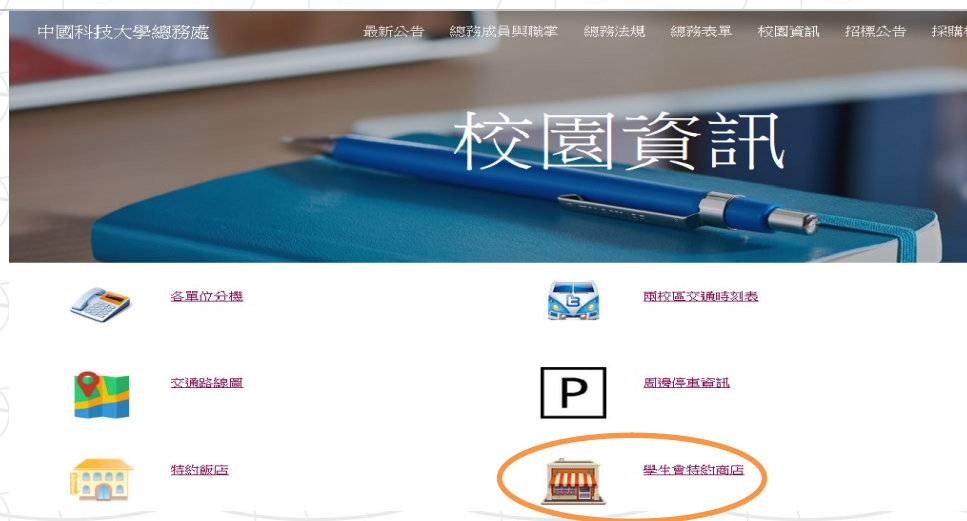 中國科技大學總務處
最新公告 總務成員與職掌 總務法規 總務表單 校園資訊 招標公告 採購
校園資訊
各單位分機 兩校區交通時刻表
交通路線圖 P 周邊停車資訊
特約飯店 學生會特約商店